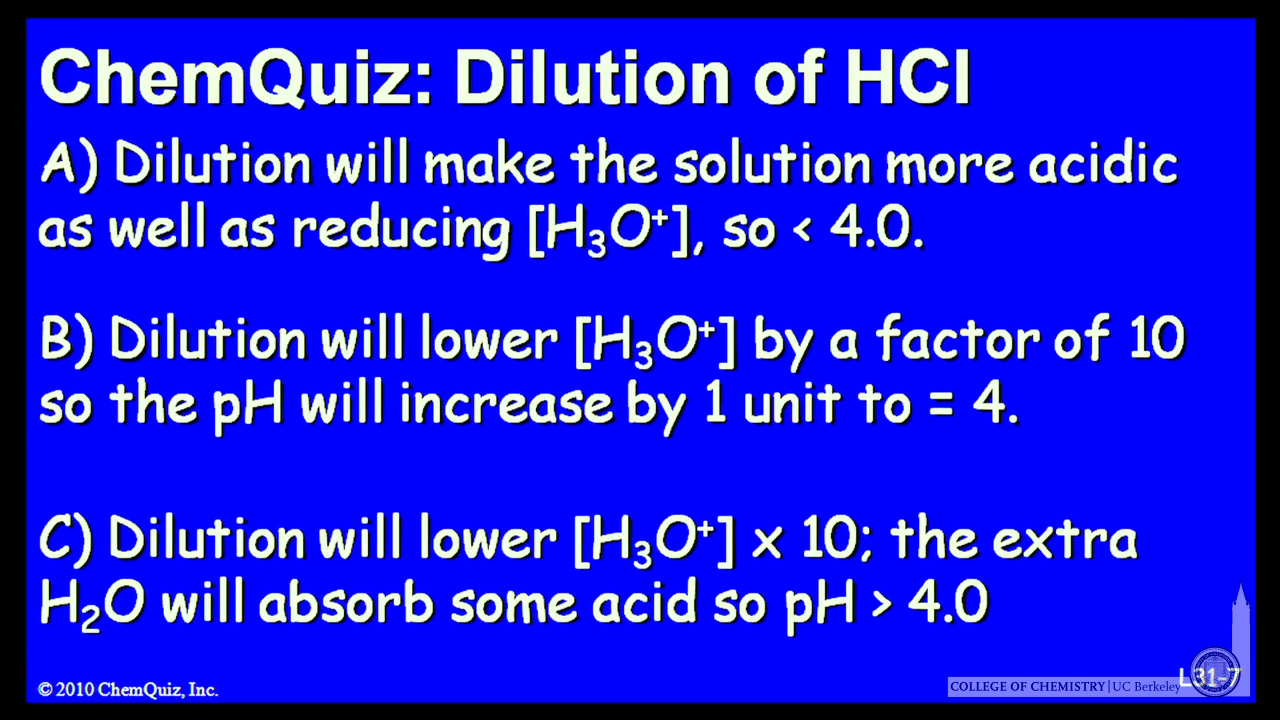 ChemQuiz: Dilution of HCl
A) Dilution will make the solution more acidic
as well as reducing [H₃O⁺], so < 4.0.
B) Dilution will lower [H₃O⁺] by a factor of 10
so the pH will increase by 1 unit to = 4.
C) Dilution will lower [H₃O⁺] x 10; the extra
H₂O will absorb some acid so pH > 4.0
© 2010 ChemQuiz, Inc.
COLLEGE OF CHEMISTRY | UC Berkeley
L31-7